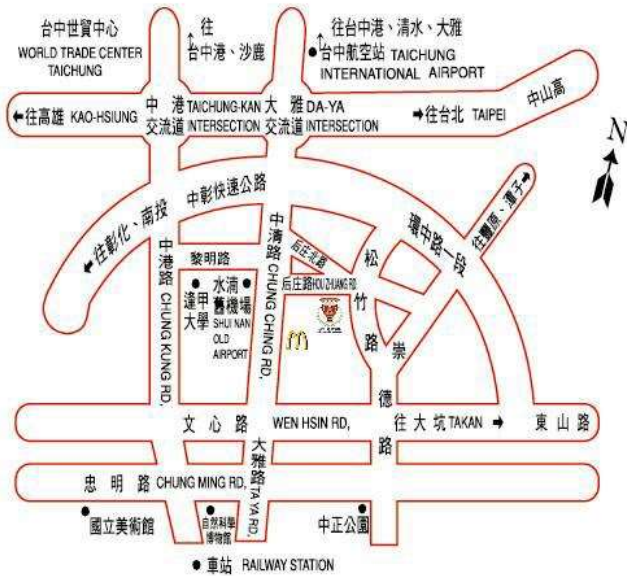 台中世貿中心
WORLD TRADE CENTER
TAICHUNG
往
台中港、沙鹿
往台中港、清水、大雅
台中航空站 TAICHUNG
INTERNATIONAL AIRPORT
中山高
往高雄 KAO-HSIUNG
中港 TAICHUNG-KAN
交流道 INTERSECTION
大雅 DA-YA
交流道 INTERSECTION
往台北 TAIPEI
N
往豐原、潭子
中彰快速公路
環中路一段
往彰化、南投
中港路 CHUNG KUNG RD,
黎明路
中清路 CHUNG CHING RD,
后庄北路
后庄路 HOU ZHUANG RD.
松竹路
崇德路
逢甲
大學
水湳
舊機場
SHUI NAN
OLD
AIRPORT
文心路 WEN HSIN RD,
往大坑 TAKAN
東山路
大雅路 TA YA RD,
忠明路 CHUNG MING RD,
國立美術館
自然科學
博物館
中正公園
車站 RAILWAY STATION